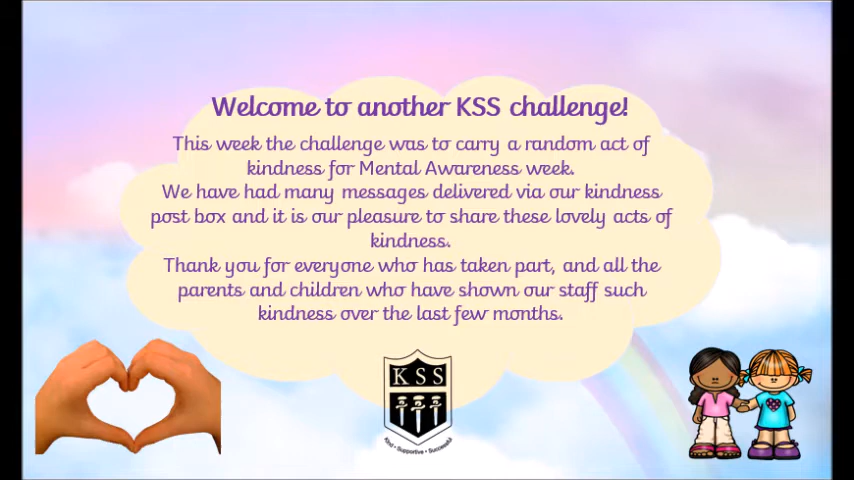 Welcome to another KSS challenge!
This week the challenge was to carry a random act of
kindness for Mental Awareness week.
We have had many messages delivered via our kindness
post box and it is our pleasure to share these lovely acts of
kindness.
Thank you for everyone who has taken part, and all the
parents and children who have shown our staff such
kindness over the last few months.
KSS
Kind • Supportive • Successful